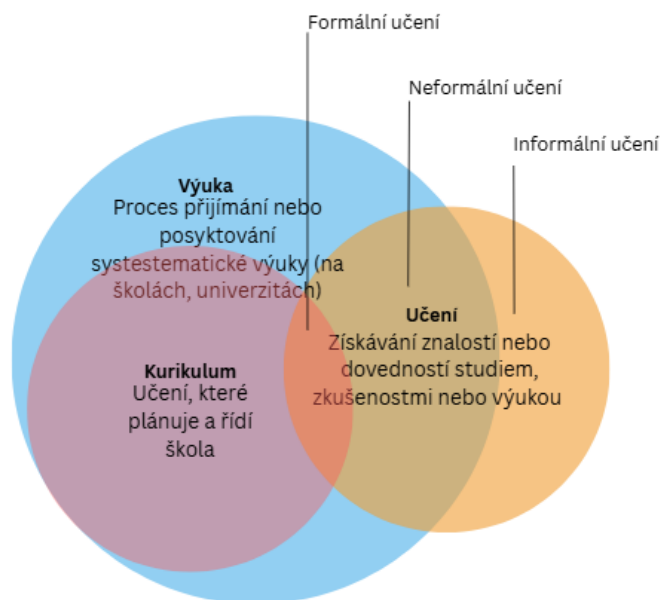 Formální učení
Neformální učení
Informální učení
Výuka
Proces přijímání nebo
posyktování
systestematické výuky (na
školách, univerzitách)
Učení
Získávání znalostí nebo
dovedností studiem,
zkušenostmi nebo výukou
Kurikulum
Učení, které
plánuje a řídí
škola